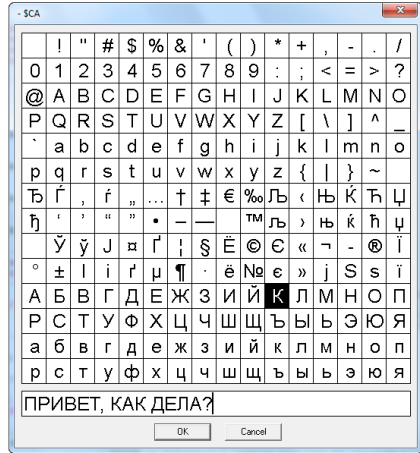 - $CA
! " # $ % & ' ( ) * + , - . /
0 1 2 3 4 5 6 7 8 9 : ; < = > ?
@ A B C D E F G H I J K L M N O
P Q R S T U V W X Y Z [ \ ] ^ _
` a b c d e f g h i j k l m n o
p q r s t u v w x y z { | } ~
Ђ Ѓ ‚ ѓ „ … † ‡ € ‰ Љ ‹ Њ Ќ Ћ Џ
ђ ‘ ’ “ ” • – — ™ љ › њ ќ ћ џ
Ў ў Ј ¤ Ґ ¦ § Ё © Є « ¬ - ® Ї
° ± І і ґ µ ¶ · ё № є » ј Ѕ ѕ ї
А Б В Г Д Е Ж З И Й К Л М Н О П
Р С Т У Ф Х Ц Ч Ш Щ Ъ Ы Ь Э Ю Я
а б в г д е ж з и й к л м н о п
р с т у ф х ц ч ш щ ъ ы ь э ю я
ПРИВЕТ, КАК ДЕЛА?
OK Cancel